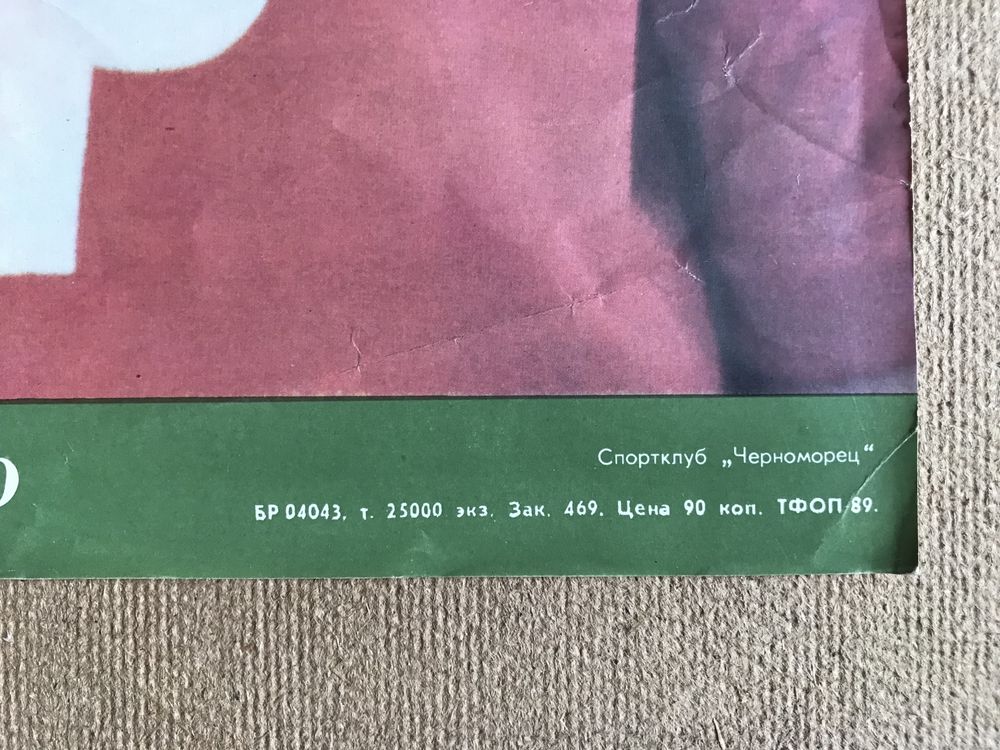 Спортклуб „Черноморец“
БР 04043, т. 25000 экз. Зак. 469. Цена 90 коп. ТФОП-89.